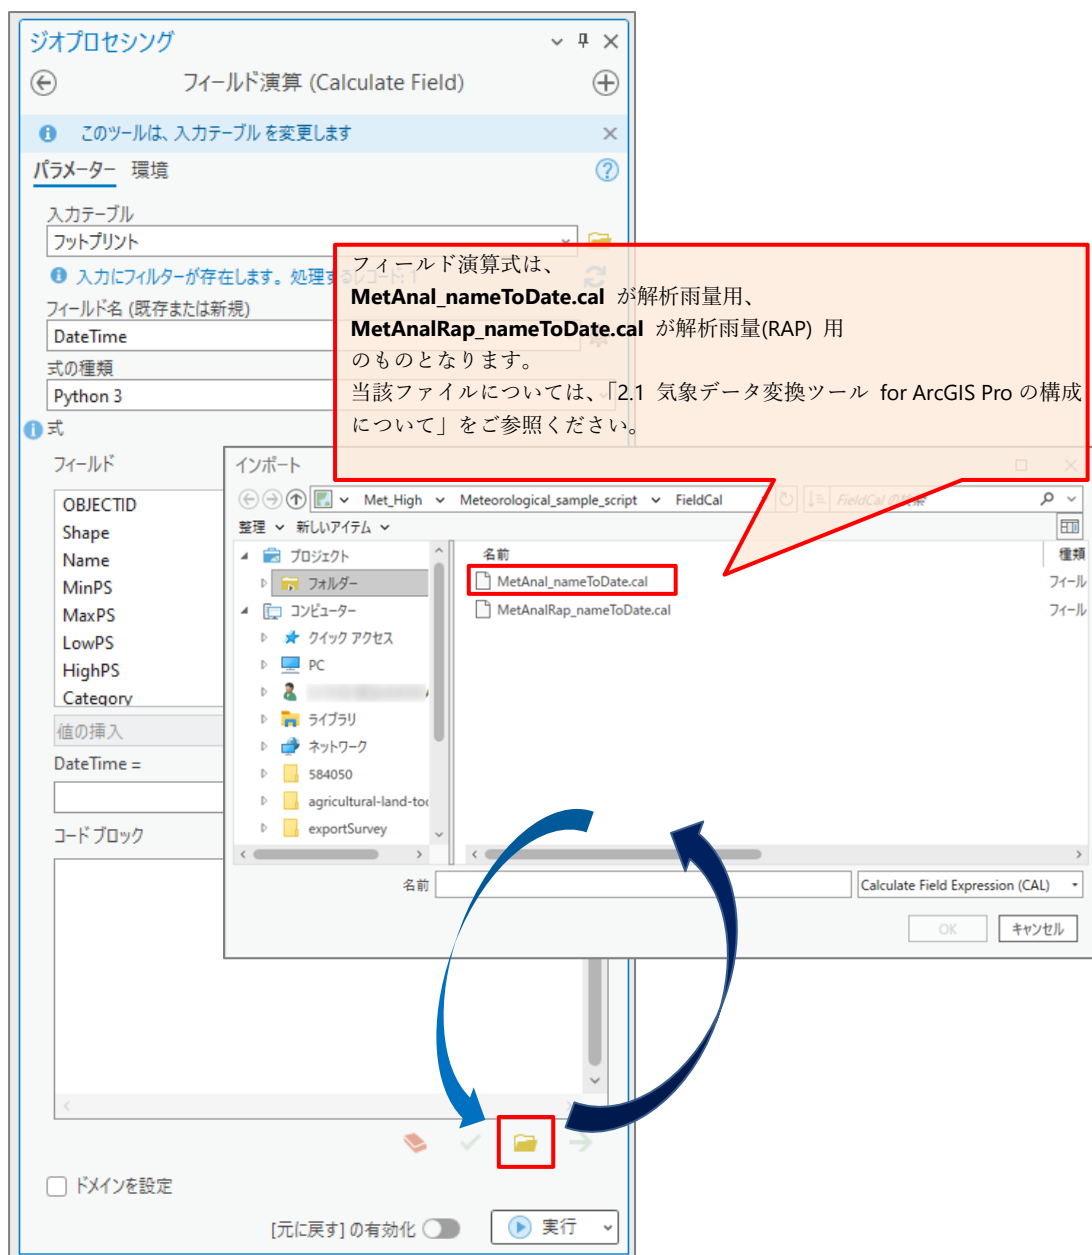 ジオプロセシング
フィールド演算 (Calculate Field)
このツールは、入力テーブル を変更します
パラメーター 環境
入力テーブル
フットプリント
入力にフィルターが存在します。処理するレコード: 1
フィールド名 (既存または新規)
DateTime
式の種類
Python 3
式
フィールド
OBJECTID
Shape
Name
MinPS
MaxPS
LowPS
HighPS
Category
値の挿入
DateTime =
コード ブロック
フィールド演算式は、
MetAnal_nameToDate.cal が解析雨量用、
MetAnalRap_nameToDate.cal が解析雨量(RAP) 用
のものとなります。
当該ファイルについては、「2.1 気象データ変換ツール for ArcGIS Pro の構成
について」をご参照ください。
インポート
Met_High Meteorological_sample_script FieldCal
FieldCal の検索
整理 新しいアイテム
プロジェクト
フォルダー
コンピューター
クイック アクセス
PC
ライブラリ
ネットワーク
584050
agricultural-land-too
exportSurvey
名前 種類
MetAnal_nameToDate.cal フィール
MetAnalRap_nameToDate.cal フィール
名前
Calculate Field Expression (CAL)
OK キャンセル
ドメインを設定
[元に戻す] の有効化
実行